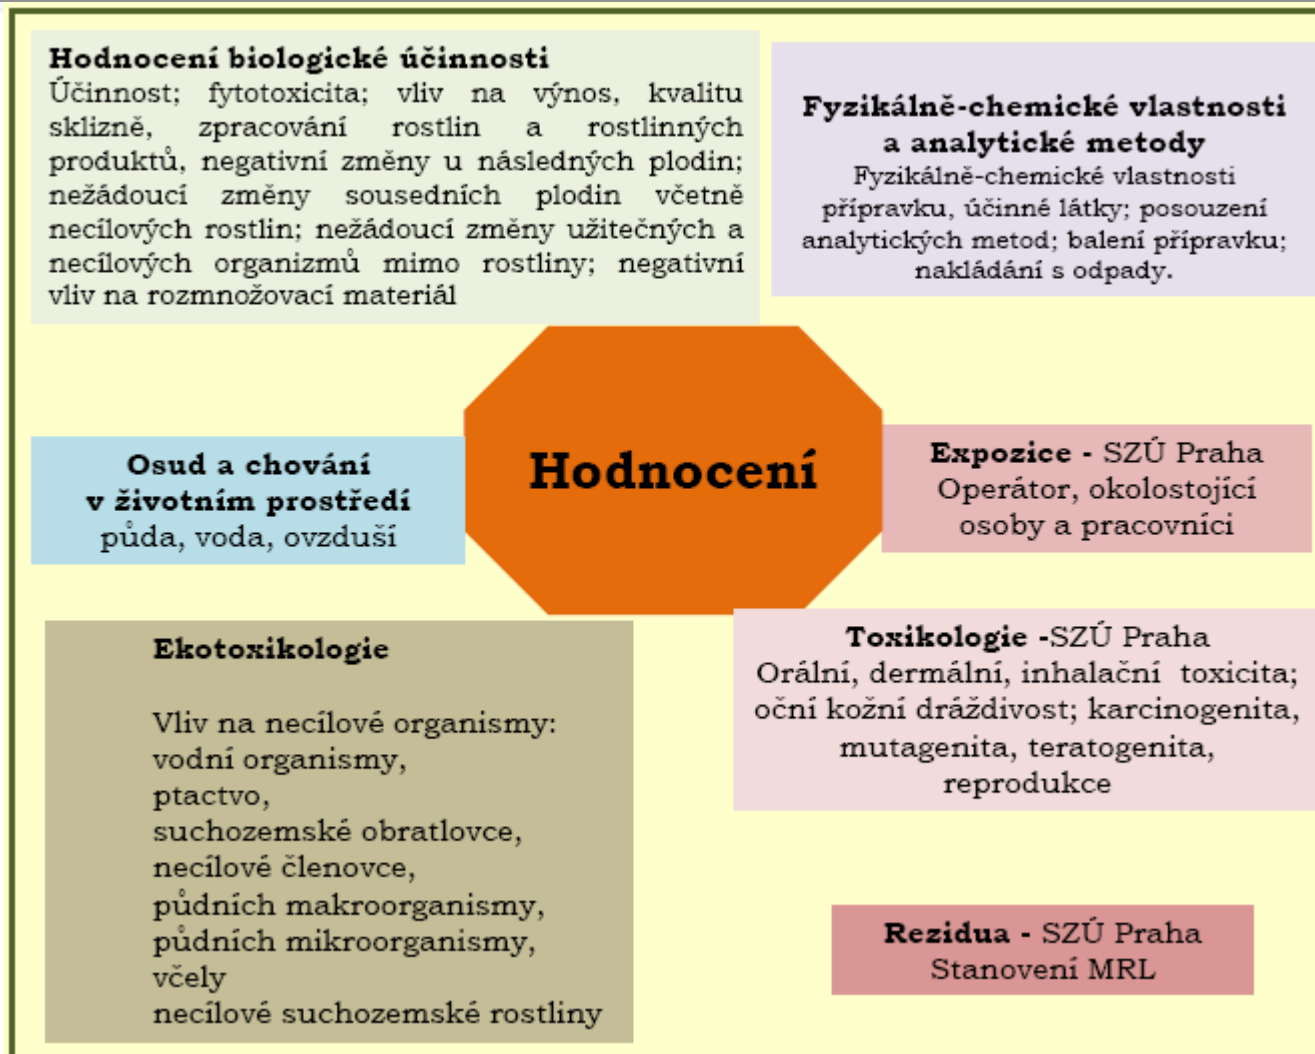 Hodnocení biologické účinnosti
Účinnost; fytotoxicita; vliv na výnos, kvalitu
sklizně, zpracování rostlin a rostlinných
produktů, negativní změny u následných plodin;
nežádoucí změny sousedních plodin včetně
necílových rostlin; nežádoucí změny užitečných a
necílových organizmů mimo rostliny; negativní
vliv na rozmnožovací materiál
Fyzikálně-chemické vlastnosti
a analytické metody
Fyzikálně-chemické vlastnosti
přípravku, účinné látky; posouzení
analytických metod; balení přípravku;
nakládání s odpady.
Osud a chování
v životním prostředí
půda, voda, ovzduší
Hodnocení
Expozice - SZÚ Praha
Operátor, okolostojící
osoby a pracovníci
Ekotoxikologie
Vliv na necílové organismy:
vodní organismy,
ptactvo,
suchozemské obratlovce,
necílové členovce,
půdních makroorganismy,
půdních mikroorganismy,
včely
necílové suchozemské rostliny
Toxikologie -SZÚ Praha
Orální, dermální, inhalační toxicita;
oční kožní dráždivost; karcinogenita,
mutagenita, teratogenita,
reprodukce
Rezidua - SZÚ Praha
Stanovení MRL